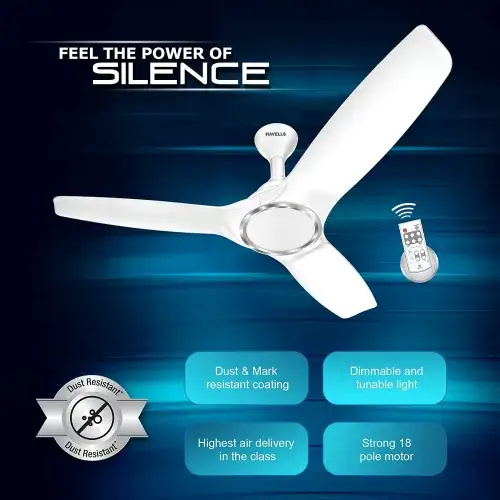 FEEL THE POWER OF
SILENCE
HAVELLS
Dust & Mark
resistant coating
Dimmable and
tunable light
Dust Resistant*
Dust Resistant*
Highest air delivery
in the class
Strong 18
pole motor